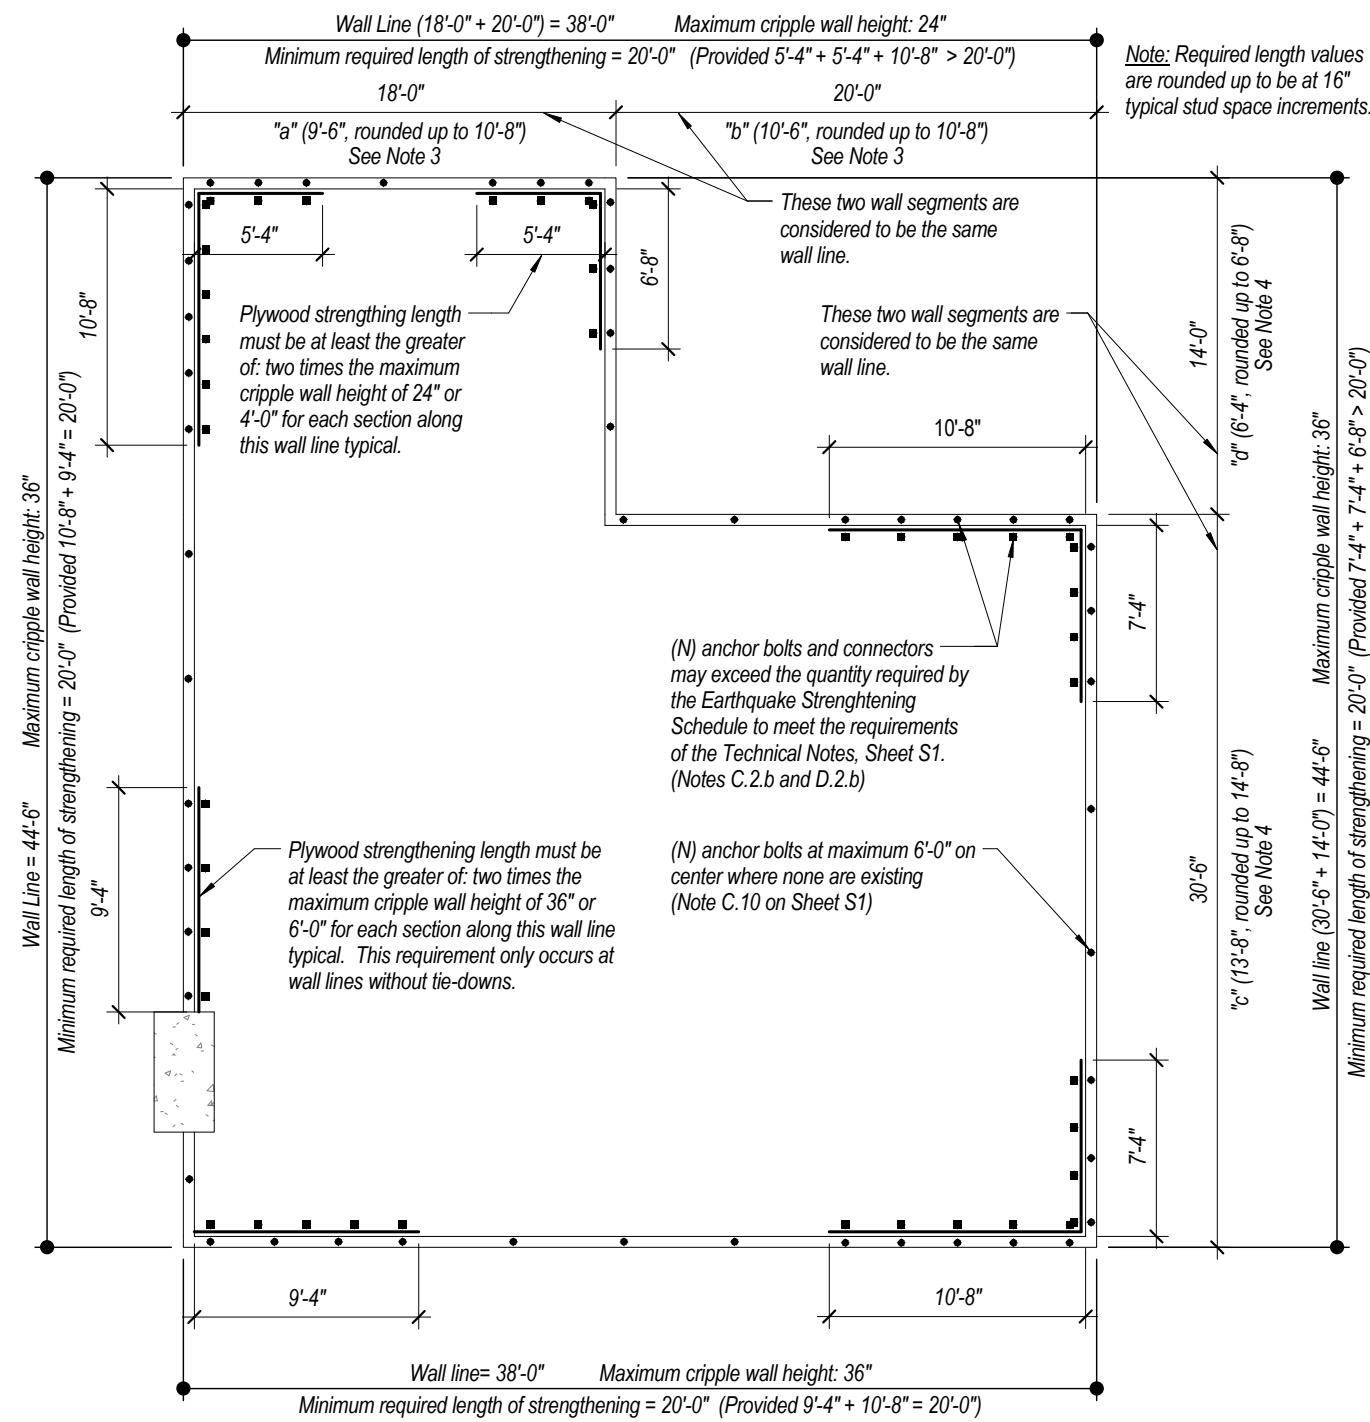 Wall Line (18'-0" + 20'-0") = 38'-0" Maximum cripple wall height: 24"
Minimum required length of strengthening = 20'-0" (Provided 5'-4" + 5'-4" + 10'-8" > 20'-0")
Note: Required length values
are rounded up to be at 16"
typical stud space increments.
18'-0"
20'-0"
"a" (9'-6", rounded up to 10'-8")
See Note 3
"b" (10'-6", rounded up to 10'-8")
See Note 3
These two wall segments are
considered to be the same
wall line.
5'-4"
5'-4"
6'-8"
10'-8"
Plywood strengthing length
must be at least the greater
of: two times the maximum
cripple wall height of 24" or
4'-0" for each section along
this wall line typical.
These two wall segments are
considered to be the same
wall line.
14'-0"
"d" (6'-4", rounded up to 6'-8")
See Note 4
10'-8"
Wall Line = 44'-6" Maximum cripple wall height: 36"
Minimum required length of strengthening = 20'-0" (Provided 10'-8" + 9'-4" = 20'-0")
7'-4"
(N) anchor bolts and connectors
may exceed the quantity required by
the Earthquake Strenghtening
Schedule to meet the requirements
of the Technical Notes, Sheet S1.
(Notes C.2.b and D.2.b)
9'-4"
Plywood strengthening length must be
at least the greater of: two times the
maximum cripple wall height of 36" or
6'-0" for each section along this wall line
typical. This requirement only occurs at
wall lines without tie-downs.
(N) anchor bolts at maximum 6'-0" on
center where none are existing
(Note C.10 on Sheet S1)
30'-6"
"c" (13'-8", rounded up to 14'-8")
See Note 4
Wall line (30'-6" + 14'-0") = 44'-6" Maximum cripple wall height: 36"
Minimum required length of strengthening = 20'-0" (Provided 7'-4" + 7'-4" + 6'-8" > 20'-0")
7'-4"
9'-4"
10'-8"
Wall line= 38'-0" Maximum cripple wall height: 36"
Minimum required length of strengthening = 20'-0" (Provided 9'-4" + 10'-8" = 20'-0")